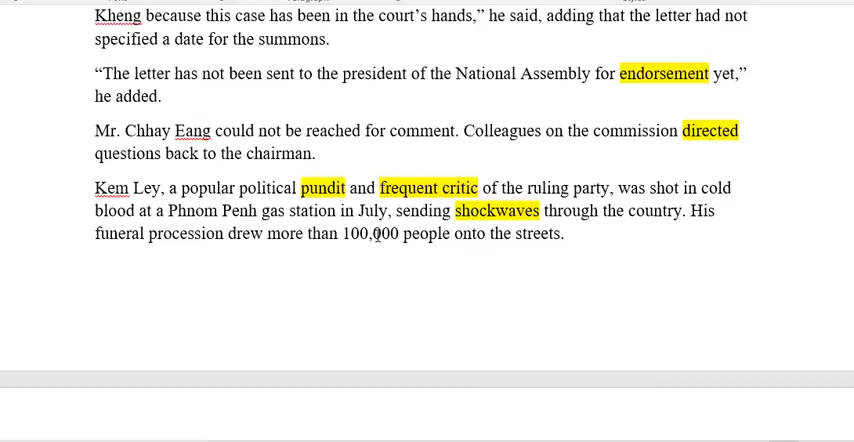 Kheng because this case has been in the court’s hands,” he said, adding that the letter had not
specified a date for the summons.
“The letter has not been sent to the president of the National Assembly for endorsement yet,”
he added.
Mr. Chhay Eang could not be reached for comment. Colleagues on the commission directed
questions back to the chairman.
Kem Ley, a popular political pundit and frequent critic of the ruling party, was shot in cold
blood at a Phnom Penh gas station in July, sending shockwaves through the country. His
funeral procession drew more than 100,000 people onto the streets.